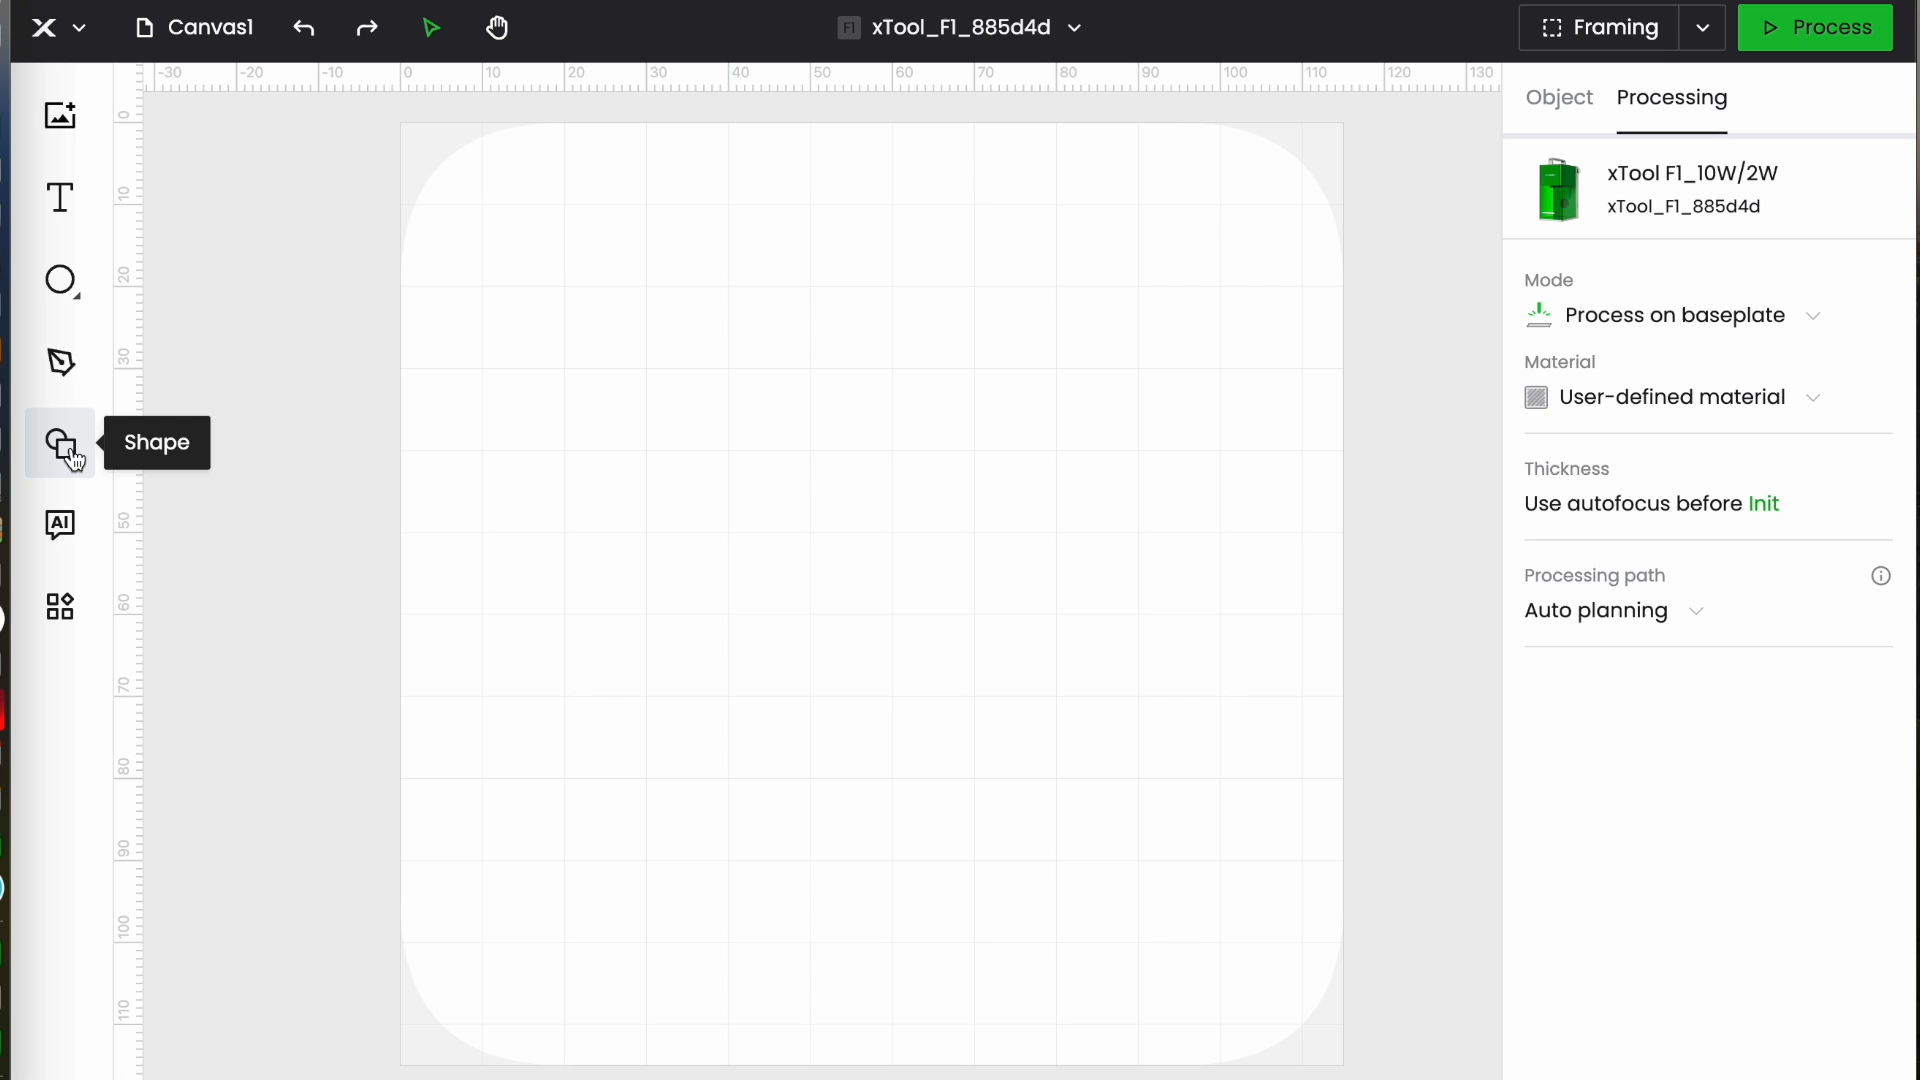 Canvas1
F1 xTool_F1_885d4d
Framing
Process
-30 -20 -10 0 10 20 30 40 50 60 70 80 90 100 110 120 130
Object Processing
xTool F1_10W/2W
xTool_F1_885d4d
Mode
Process on baseplate
Material
User-defined material
Thickness
Use autofocus before Init
Processing path
Auto planning
T
Shape
AI
0
10
20
30
50
60
70
80
90
100
110